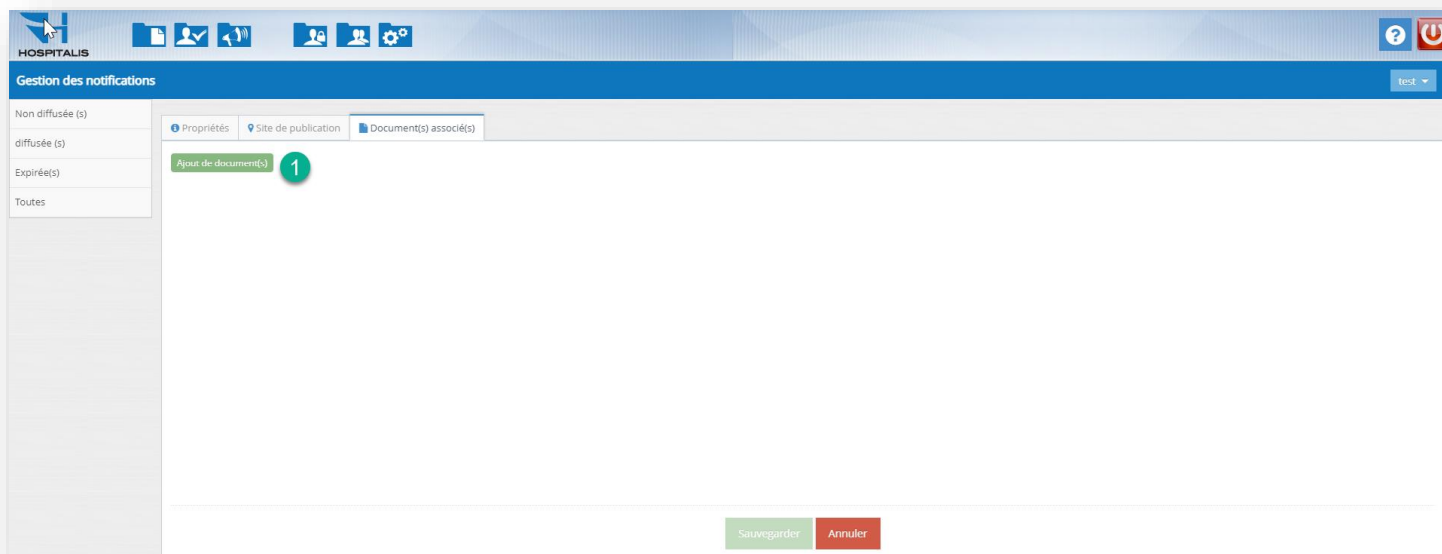 HOSPITALIS
Gestion des notifications
test
Non diffusée (s)
diffusée (s)
Expirée(s)
Toutes
Propriétés
Site de publication
Document(s) associé(s)
Ajout de document(s)
1
Sauvegarder
Annuler